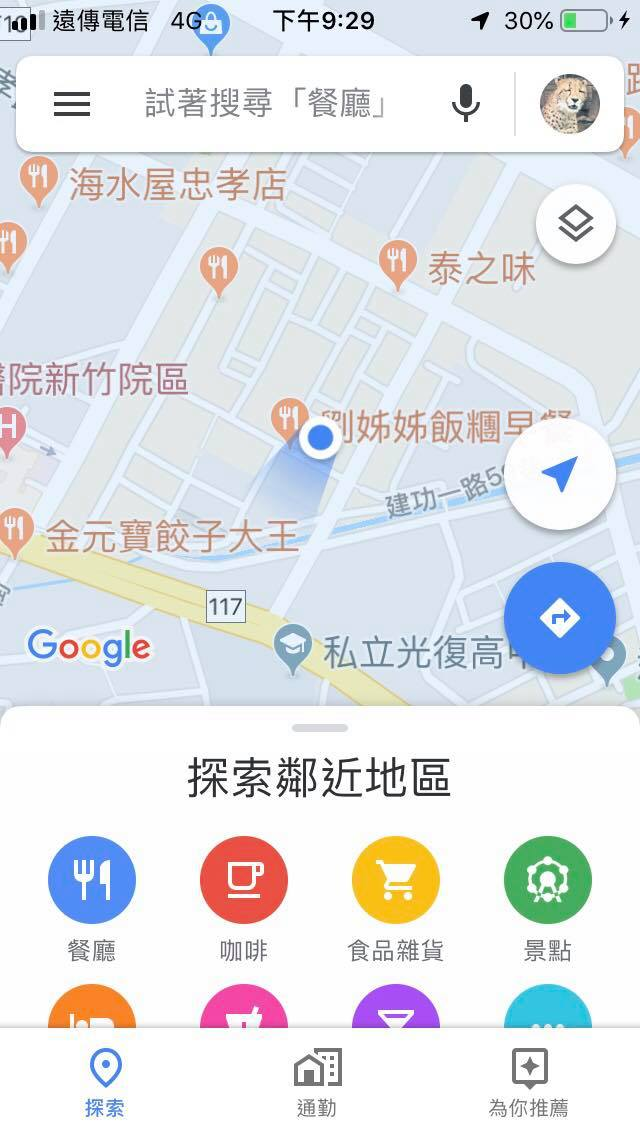 遠傳電信 4G 下午9:29 30%
試著搜尋「餐廳」
海水屋忠孝店
泰之味
醫院新竹院區
劉姊姊飯糰早餐
建功一路5
金元寶餃子大王
117
Google
私立光復高中
探索鄰近地區
餐廳 咖啡 食品雜貨 景點
探索 通勤 為你推薦